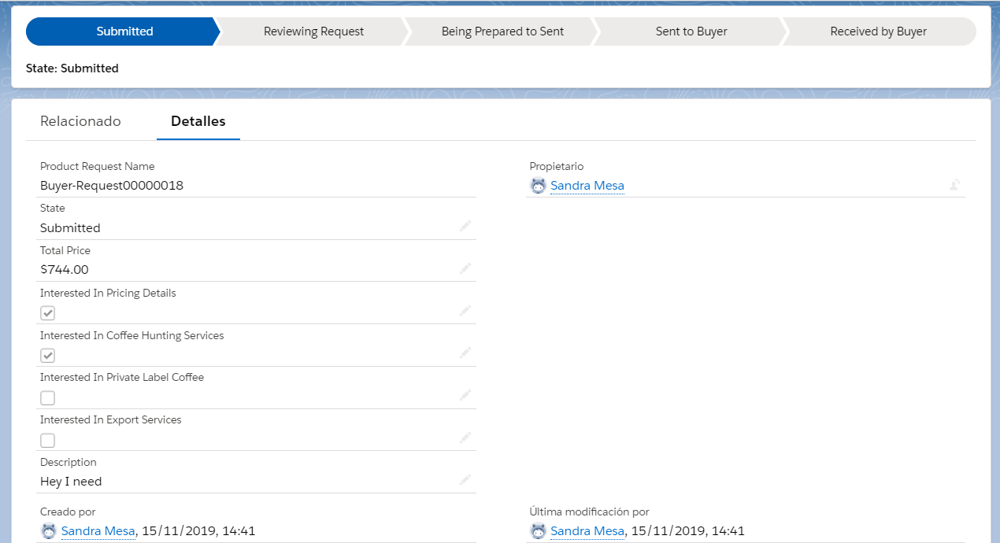 Submitted
Reviewing Request
Being Prepared to Sent
Sent to Buyer
Received by Buyer
State: Submitted
Relacionado
Detalles
Product Request Name
Buyer-Request00000018
Propietario
Sandra Mesa
State
Submitted
Total Price
$744.00
Interested In Pricing Details
Interested In Coffee Hunting Services
Interested In Private Label Coffee
Interested In Export Services
Description
Hey I need
Creado por
Sandra Mesa, 15/11/2019, 14:41
Última modificación por
Sandra Mesa, 15/11/2019, 14:41